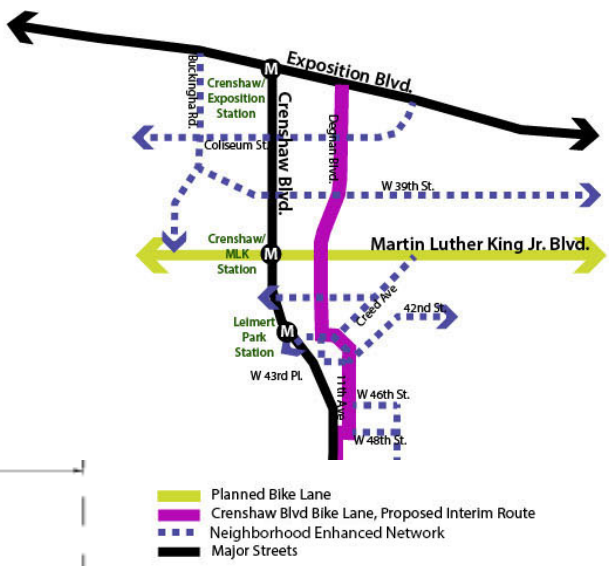 Exposition Blvd.
Buckingha Rd.
M
Crenshaw/
Exposition
Station
Crenshaw Blvd.
Degnan Blvd.
Coliseum St.
W 39th St.
Crenshaw/
MLK
Station
M
Martin Luther King Jr. Blvd.
Creed Ave
42nd St.
Leimert
Park
Station
M
W 43rd Pl.
11th Ave
W 46th St.
W 48th St.
Planned Bike Lane
Crenshaw Blvd Bike Lane, Proposed Interim Route
Neighborhood Enhanced Network
Major Streets